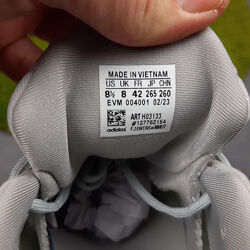 MADE IN VIETNAM
US UK FR JP CHN
8½ 8 42 265 260
EVM 004001 02/23
ART H03133
#127762154
adidas